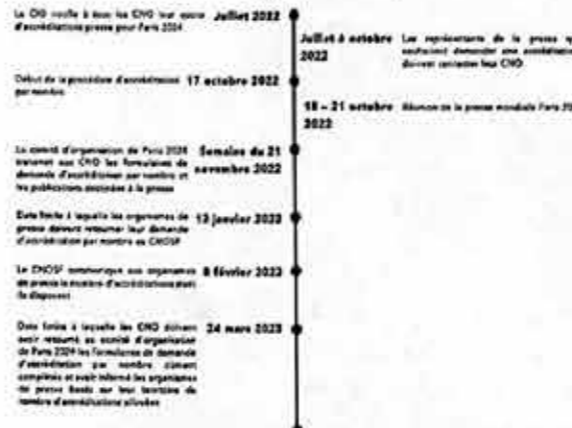 Le CIO notifie à tous les CNO leur quota
d'accréditations presse pour Paris 2024
Juillet 2022
Juillet à octobre
2022
Les représentants de la presse
souhaitant demander une accréditation
doivent contacter leur CNO
Début de la procédure d'accréditation
par nombre
17 octobre 2022
18 – 21 octobre
2022
Réunion de la presse mondiale Paris
Le comité d'organisation de Paris 2024
transmet aux CNO les formulaires de
demande d'accréditation par nombre et
les publications destinées à la presse
Semaine du 21
novembre 2022
Date limite à laquelle les organismes de
presse doivent retourner leur demande
d'accréditation par nombre au CNOSF
13 janvier 2023
Le CNOSF communique aux organismes
de presse le nombre d'accréditations dont
ils disposent
8 février 2023
Date limite à laquelle les CNO doivent
avoir retourné au comité d'organisation
de Paris 2024 les formulaires de demande
d'accréditation par nombre dûment
complétés et avoir informé les organismes
de presse basés sur leur territoire du
nombre d'accréditations allouées
24 mars 2023